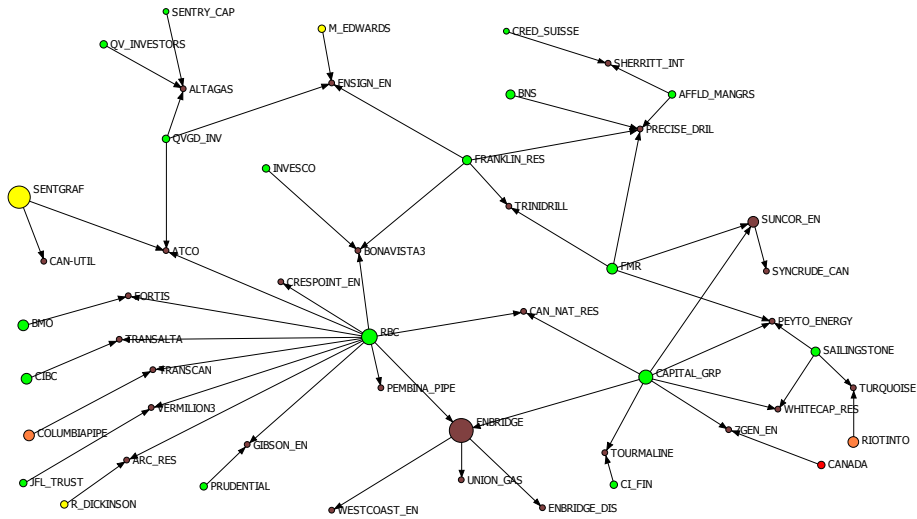 SENTRY_CAP
QV_INVESTORS
M_EDWARDS
CRED_SUISSE
SHERRITT_INT
ALTAGAS
ENSIGN_EN
BNS
AFFLD_MANGRS
PRECISE_DRIL
QVGD_INV
FRANKLIN_RES
INVESCO
SENTGRAF
TRINIDRILL
SUNCOR_EN
CAN-UTIL
ATCO
BONAVISTA3
FMR
SYNCRUDE_CAN
CRESPOINT_EN
FORTIS
BMO
CAN_NAT_RES
PEYTO_ENERGY
RBC
TRANSALTA
SAILINGSTONE
TRANSCAN
CIBC
CAPITAL_GRP
PEMBINA_PIPE
TURQUOISE
VERMILION3
WHITECAP_RES
COLUMBIAPIPE
ENBRIDGE
7GEN_EN
GIBSON_EN
RIOTINTO
ARC_RES
TOURMALINE
CANADA
JFL_TRUST
PRUDENTIAL
UNION_GAS
CI_FIN
R_DICKINSON
WESTCOAST_EN
ENBRIDGE_DIS